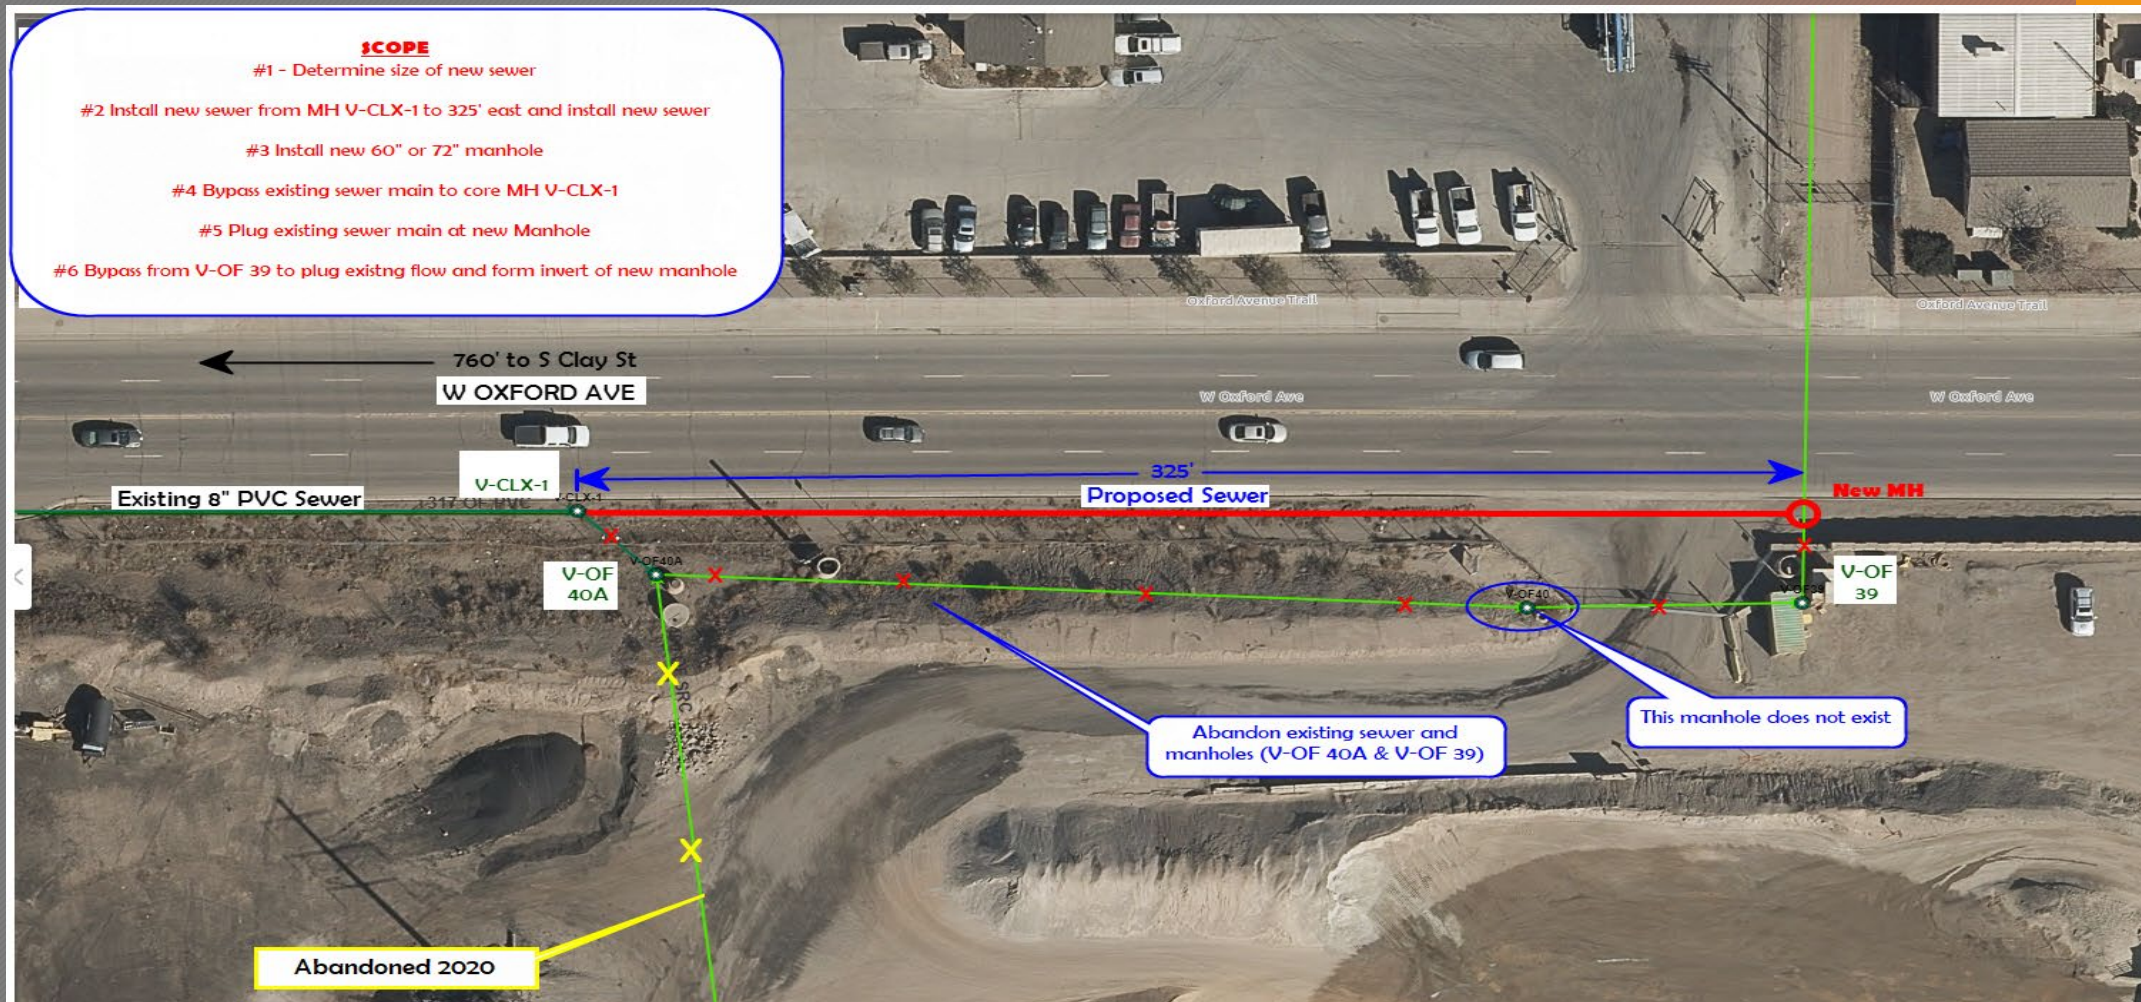 SCOPE
#1 - Determine size of new sewer
#2 Install new sewer from MH V-CLX-1 to 325' east and install new sewer
#3 Install new 60" or 72" manhole
#4 Bypass existing sewer main to core MH V-CLX-1
#5 Plug existing sewer main at new Manhole
#6 Bypass from V-OF 39 to plug existng flow and form invert of new manhole
Oxford Avenue Trail
Oxford Avenue Trail
760' to S Clay St
W OXFORD AVE
W Oxford Ave
W Oxford Ave
325'
V-CLX-1
Proposed Sewer
New MH
Existing 8" PVC Sewer
V-CLX-1
V-OF
40A
V-OF40A
V-OF40
V-OF
39
SRC
This manhole does not exist
Abandon existing sewer and
manholes (V-OF 40A & V-OF 39)
Abandoned 2020